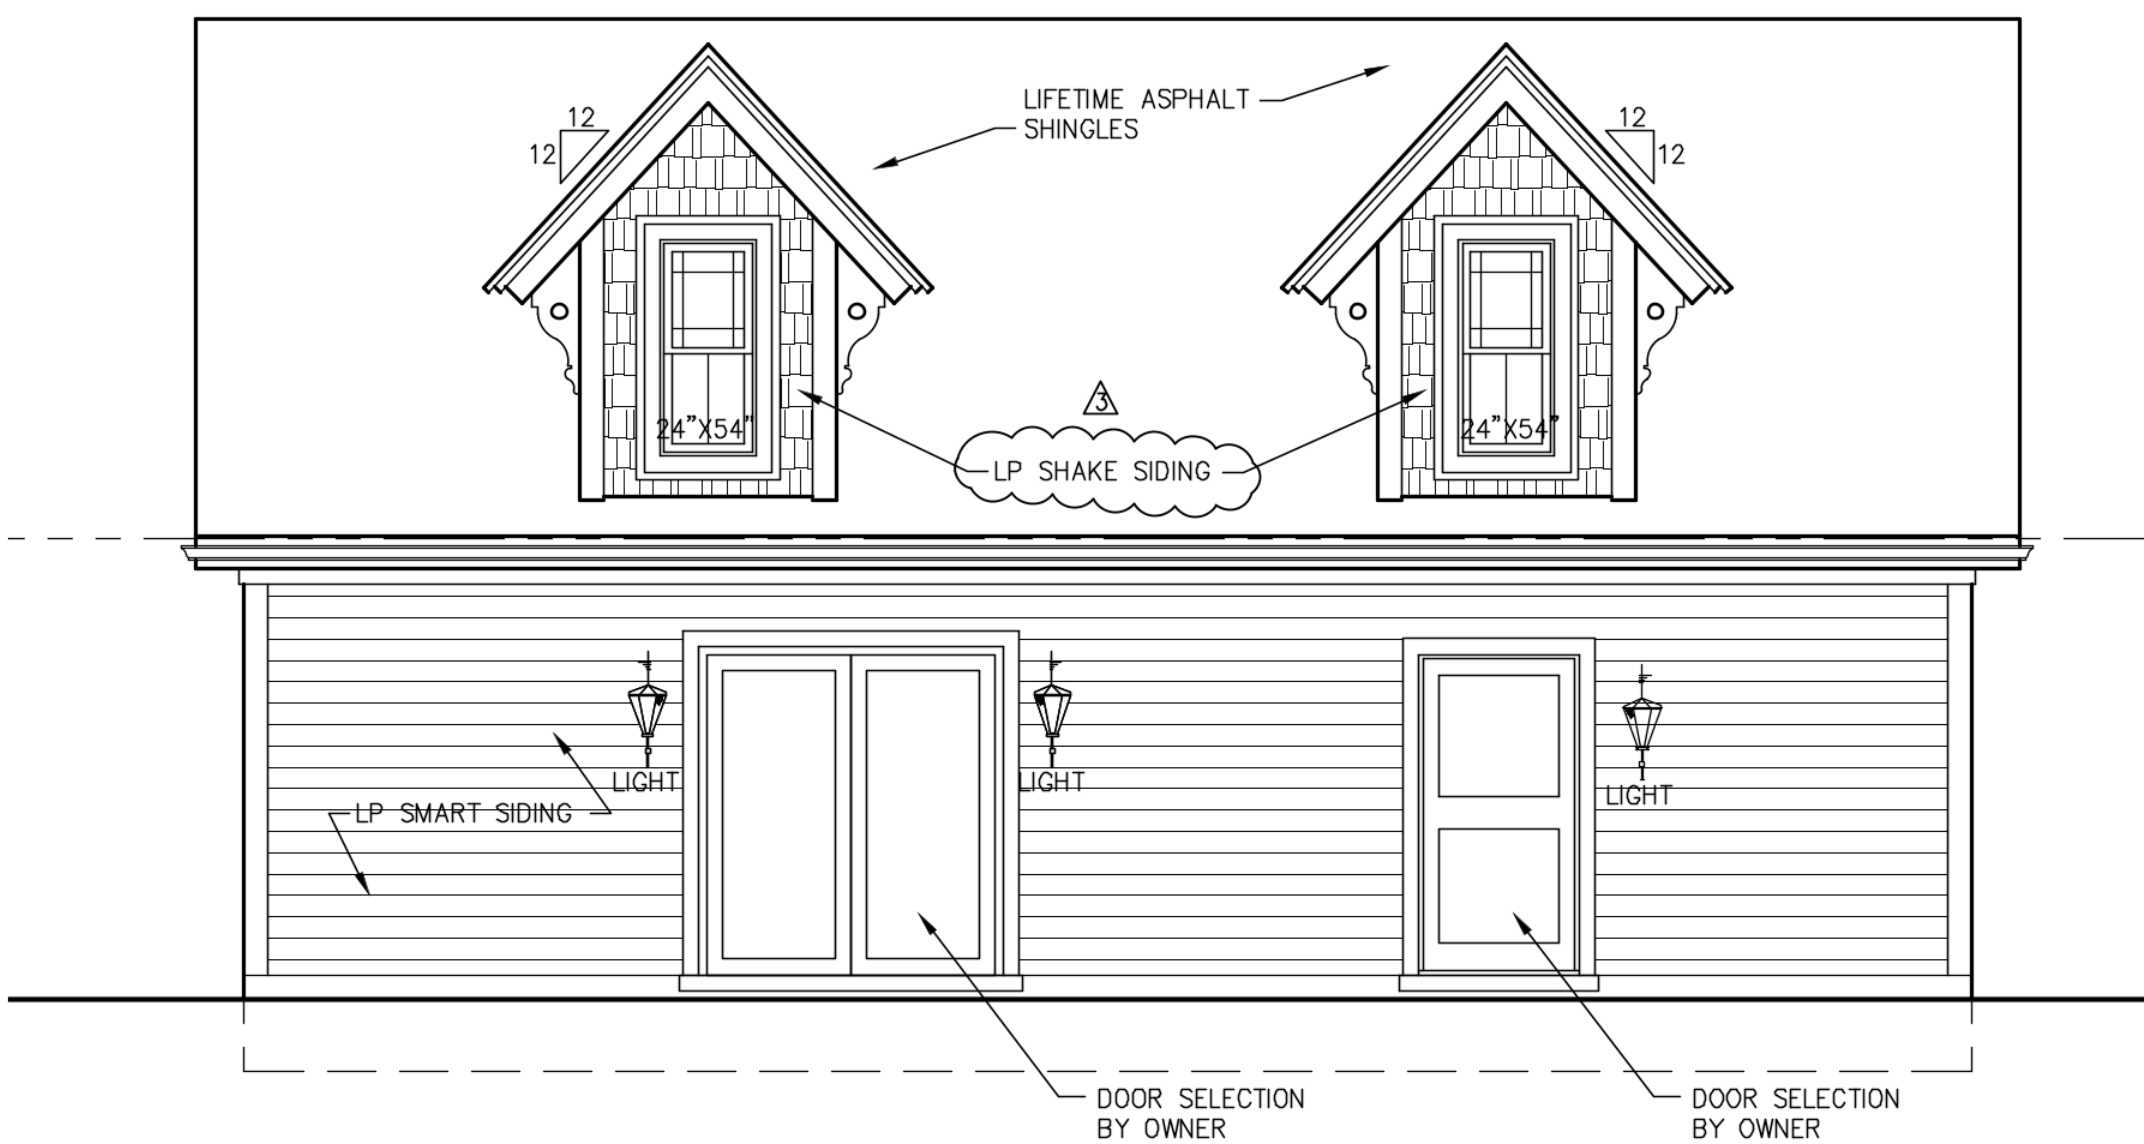 LIFETIME ASPHALT
SHINGLES
12
12
12
12
3
24"X54"
24"X54"
LP SHAKE SIDING
LIGHT
LIGHT
LIGHT
LP SMART SIDING
DOOR SELECTION
BY OWNER
DOOR SELECTION
BY OWNER